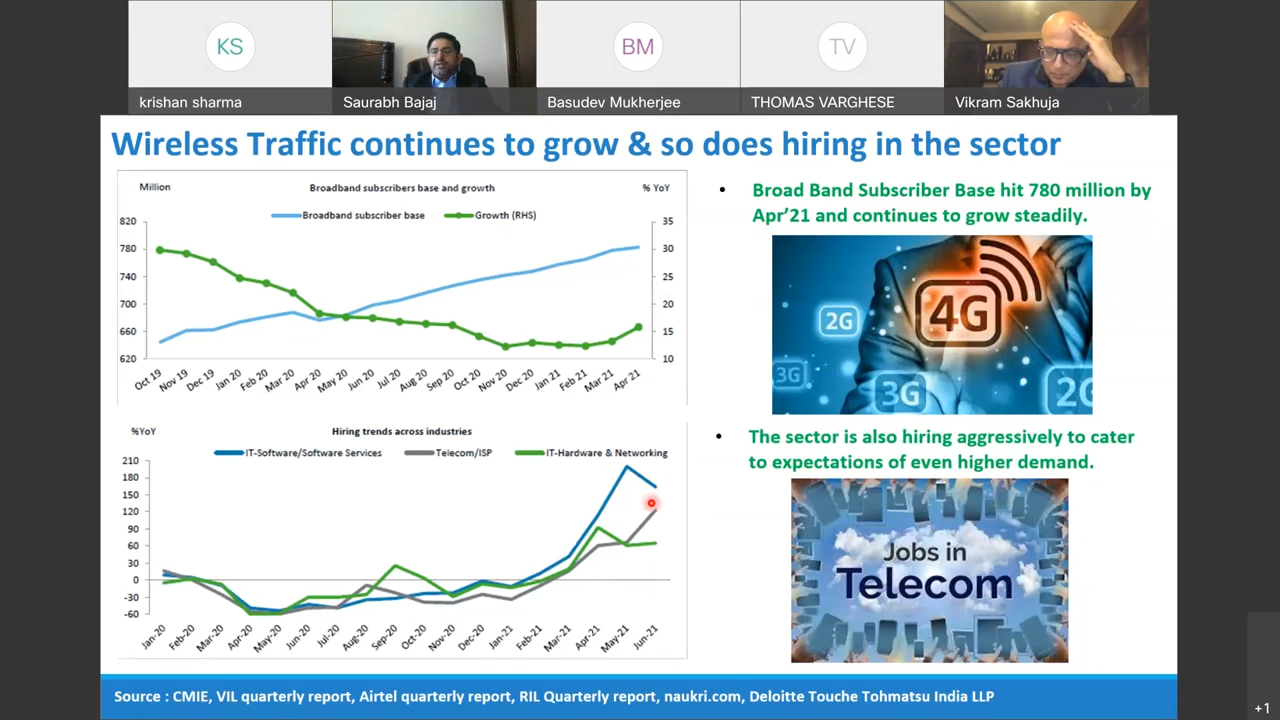 KS
BM
TV
krishan sharma
Saurabh Bajaj
Basudev Mukherjee
THOMAS VARGHESE
Vikram Sakhuja
Wireless Traffic continues to grow & so does hiring in the sector
Million
Broadband subscribers base and growth
% YoY
Broadband subscriber base
Growth (RHS)
820
780
740
700
660
620
35
30
25
20
15
10
Oct 19
Nov 19
Dec 19
Jan 20
Feb 20
Mar 20
Apr 20
May 20
Jun 20
Jul 20
Aug 20
Sep 20
Oct 20
Nov 20
Dec 20
Jan 21
Feb 21
Mar 21
Apr 21
• Broad Band Subscriber Base hit 780 million by
Apr’21 and continues to grow steadily.
4G
2G
3G
3G
2G
%YoY
Hiring trends across industries
IT-Software/Software Services
Telecom/ISP
IT-Hardware & Networking
210
180
150
120
90
60
30
0
-30
-60
Jan-20
Feb-20
Mar-20
Apr-20
May-20
Jun-20
Jul-20
Aug-20
Sep-20
Oct-20
Nov-20
Dec-20
Jan-21
Feb-21
Mar-21
Apr-21
May-21
Jun-21
• The sector is also hiring aggressively to cater
to expectations of even higher demand.
Jobs in
Telecom
Source : CMIE, VIL quarterly report, Airtel quarterly report, RIL Quarterly report, naukri.com, Deloitte Touche Tohmatsu India LLP
+1